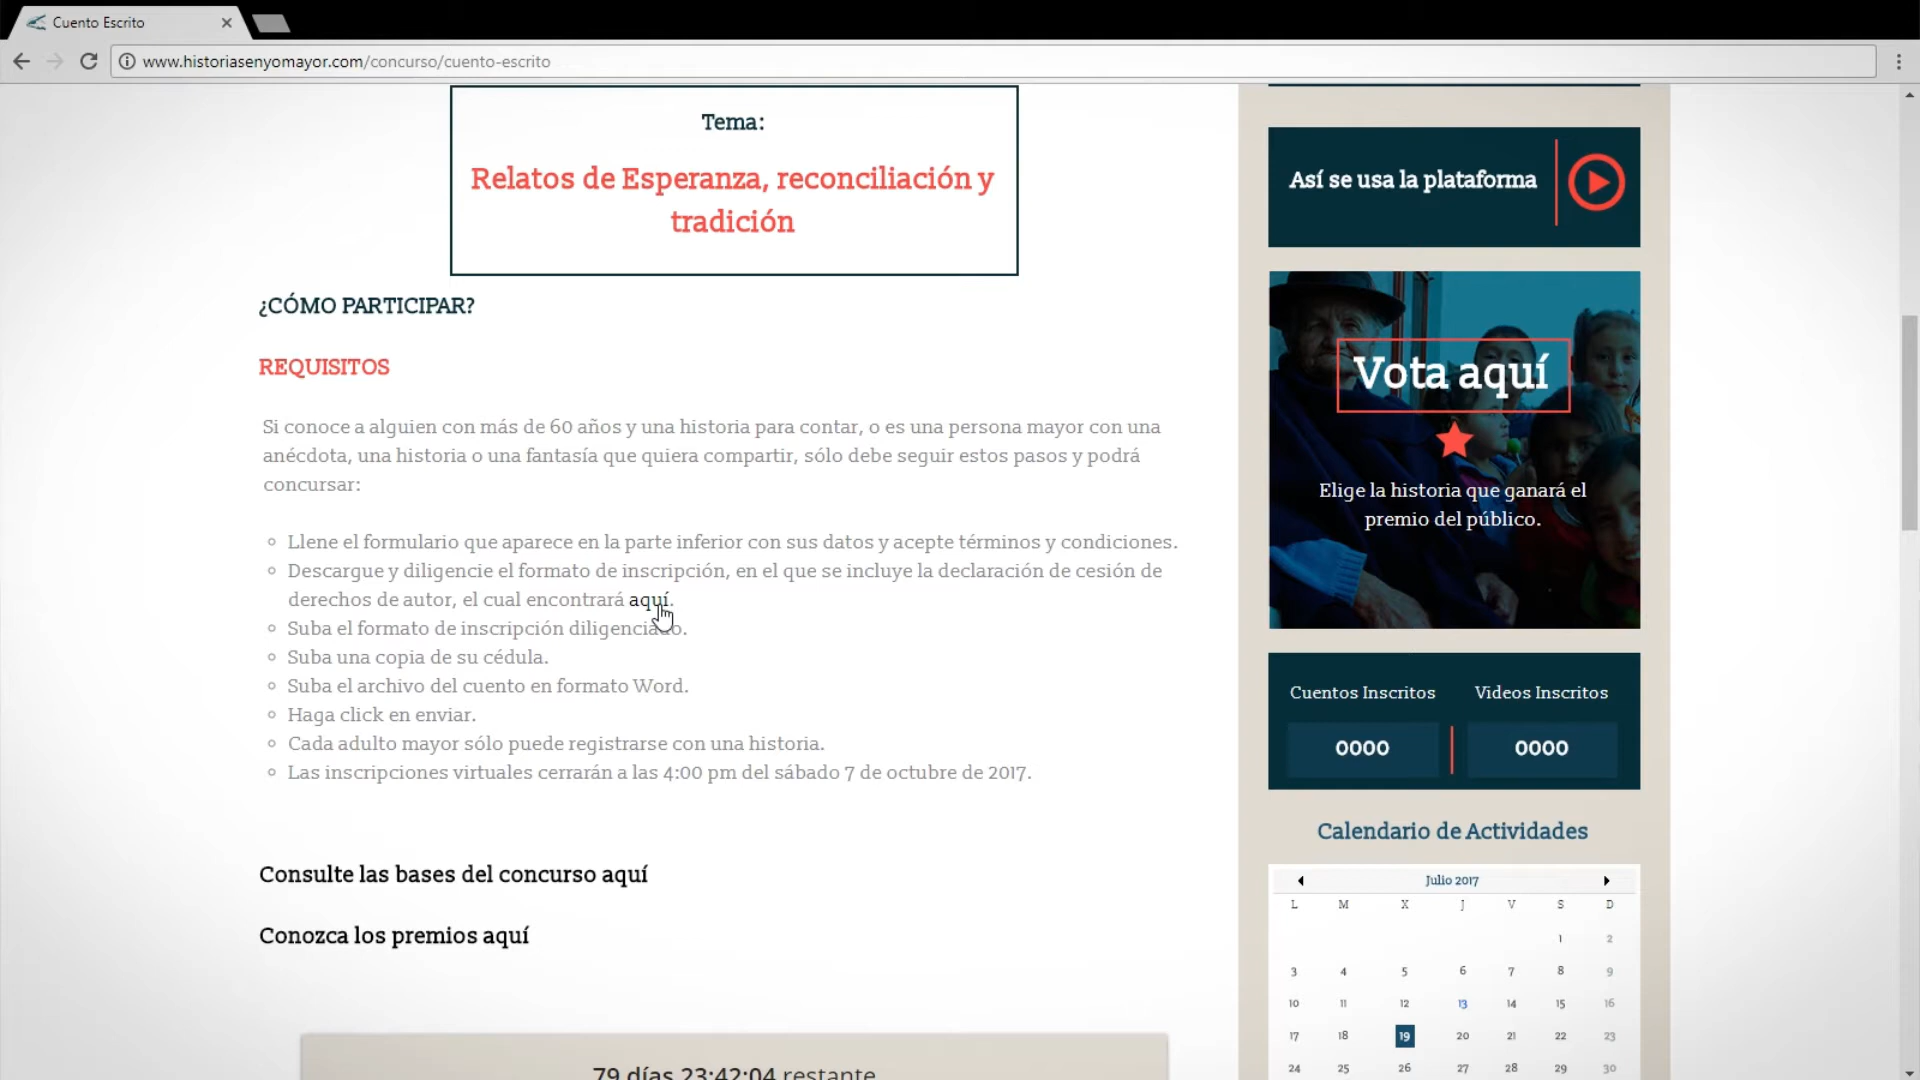 Cuento Escrito
www.historiasenyomayor.com/concurso/cuento-escrito
Tema:
Relatos de Esperanza, reconciliación y
tradición
¿CÓMO PARTICIPAR?
REQUISITOS
Si conoce a alguien con más de 60 años y una historia para contar, o es una persona mayor con una
anécdota, una historia o una fantasía que quiera compartir, sólo debe seguir estos pasos y podrá
concursar:
Llene el formulario que aparece en la parte inferior con sus datos y acepte términos y condiciones.
Descargue y diligencie el formato de inscripción, en el que se incluye la declaración de cesión de
derechos de autor, el cual encontrará aquí.
Suba el formato de inscripción diligenciado.
Suba una copia de su cédula.
Suba el archivo del cuento en formato Word.
Haga click en enviar.
Cada adulto mayor sólo puede registrarse con una historia.
Las inscripciones virtuales cerrarán a las 4:00 pm del sábado 7 de octubre de 2017.
Consulte las bases del concurso aquí
Conozca los premios aquí
79 días 23:42:04 restante
Así se usa la plataforma
Vota aquí
Elige la historia que ganará el
premio del público.
Cuentos Inscritos Videos Inscritos
0000 0000
Calendario de Actividades
Julio 2017
L M X J V S D
1 2
3 4 5 6 7 8 9
10 11 12 13 14 15 16
17 18 19 20 21 22 23
24 25 26 27 28 29 30